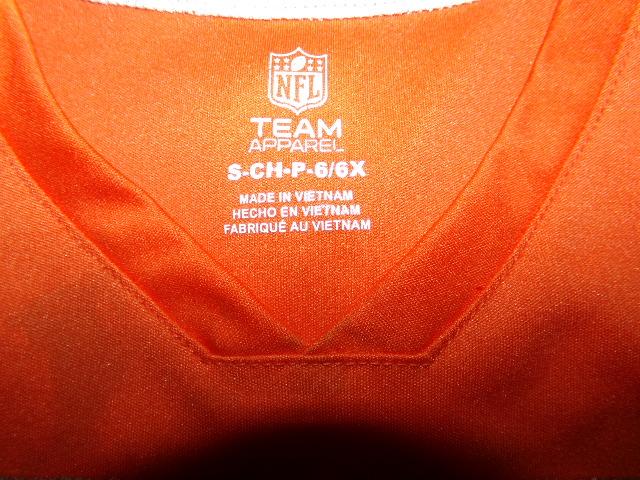 NFL
TEAM
APPAREL
S-CH-P-6/6X
MADE IN VIETNAM
HECHO EN VIETNAM
FABRIQUÉ AU VIETNAM